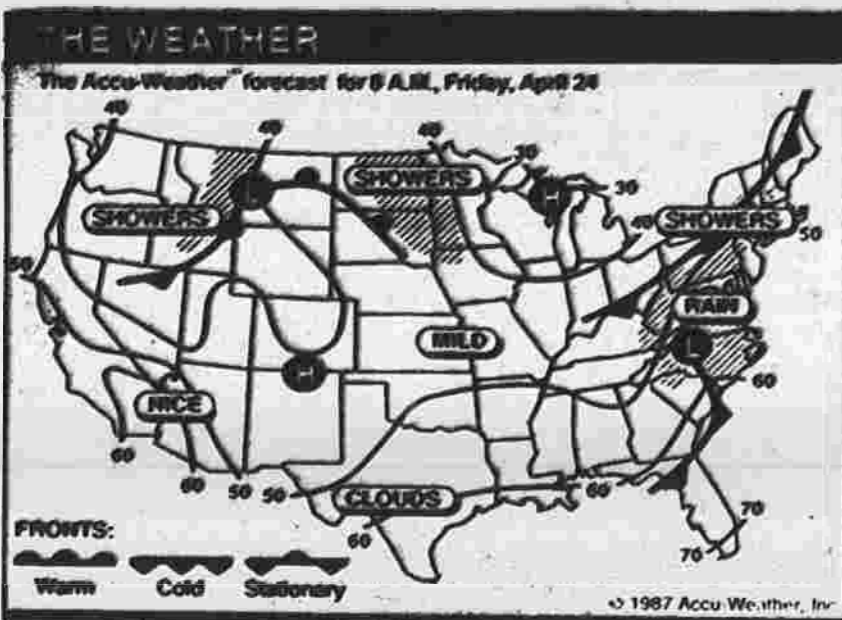 THE WEATHER
The Accu-Weather™ forecast for 8 A.M., Friday, April 24
40
40
40
30
H
30
SHOWERS
L
SHOWERS
40
SHOWERS
50
50
RAIN
MILD
L
H
60
NICE
60
60
50
50
CLOUDS
60
60
70
70
FRONTS:
Warm
Cold
Stationary
© 1987 Accu-Weather, Inc